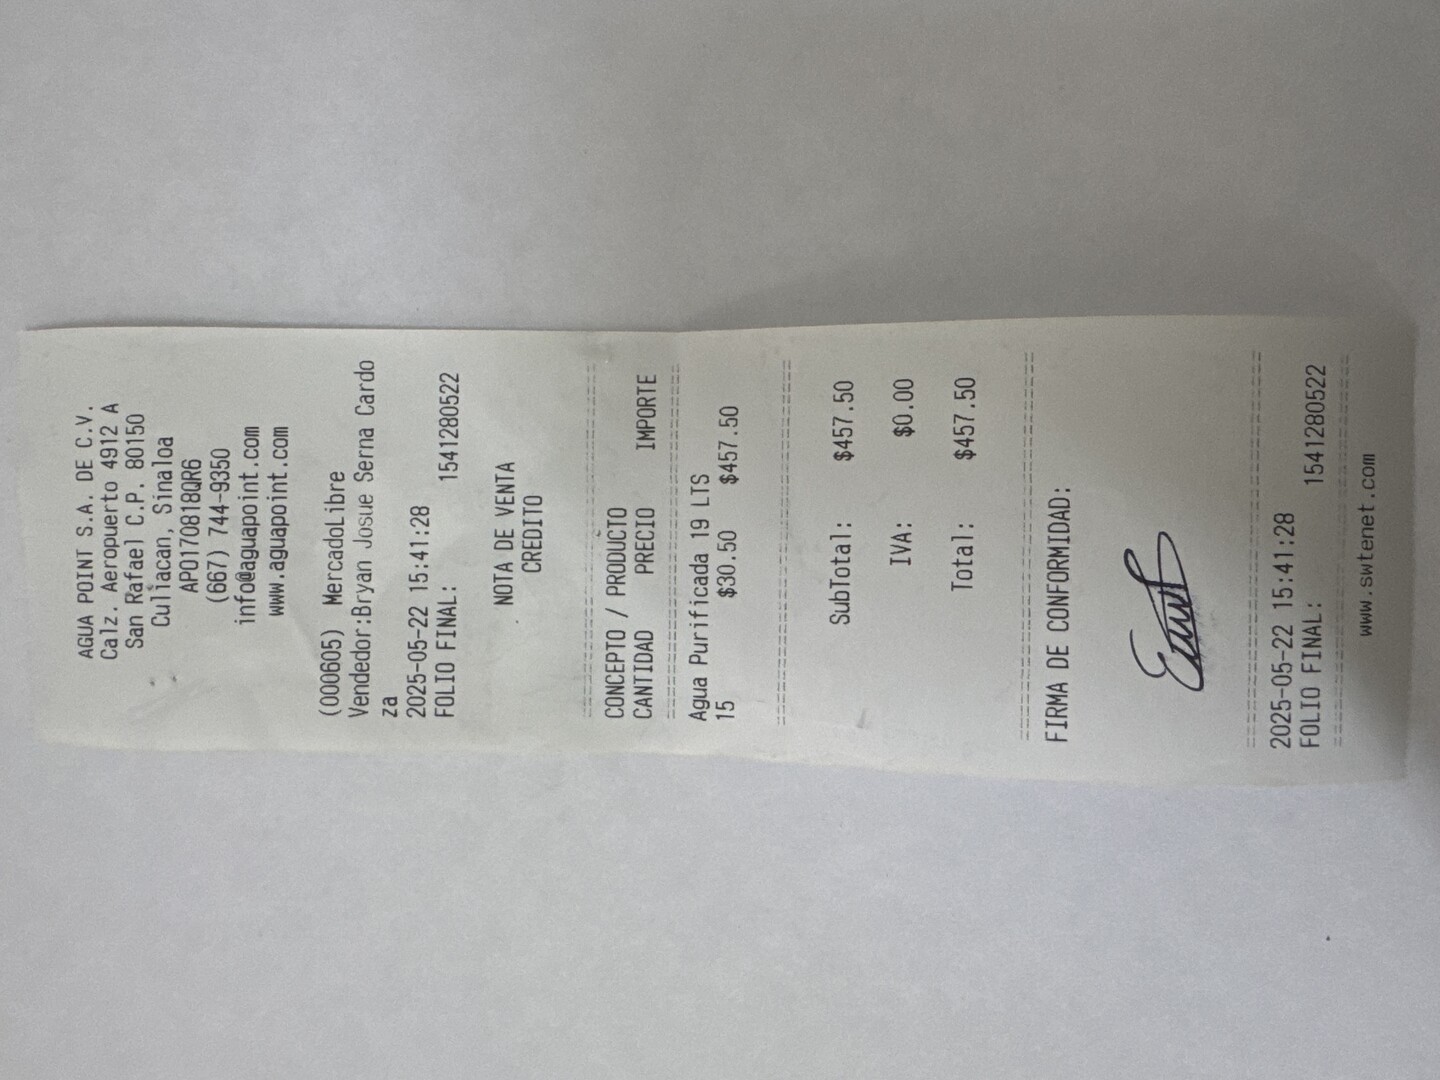 AGUA POINT S.A. DE C.V.
Calz. Aeropuerto 4912 A
San Rafael C.P. 80150
Culiacan, Sinaloa
APO170818QR6
(667) 744-9350
info@aguapoint.com
www.aguapoint.com
(000605) MercadoLibre
Vendedor:Bryan Josue Serna Cardo
za
2025-05-22 15:41:28
FOLIO FINAL: 1541280522
NOTA DE VENTA
CREDITO
================================
CONCEPTO / PRODUCTO
CANTIDAD PRECIO IMPORTE
================================
Agua Purificada 19 LTS
15 $30.50 $457.50
================================
SubTotal: $457.50
IVA: $0.00
Total: $457.50
================================
FIRMA DE CONFORMIDAD:
================================
2025-05-22 15:41:28
FOLIO FINAL: 1541280522
================================
www.swtenet.com